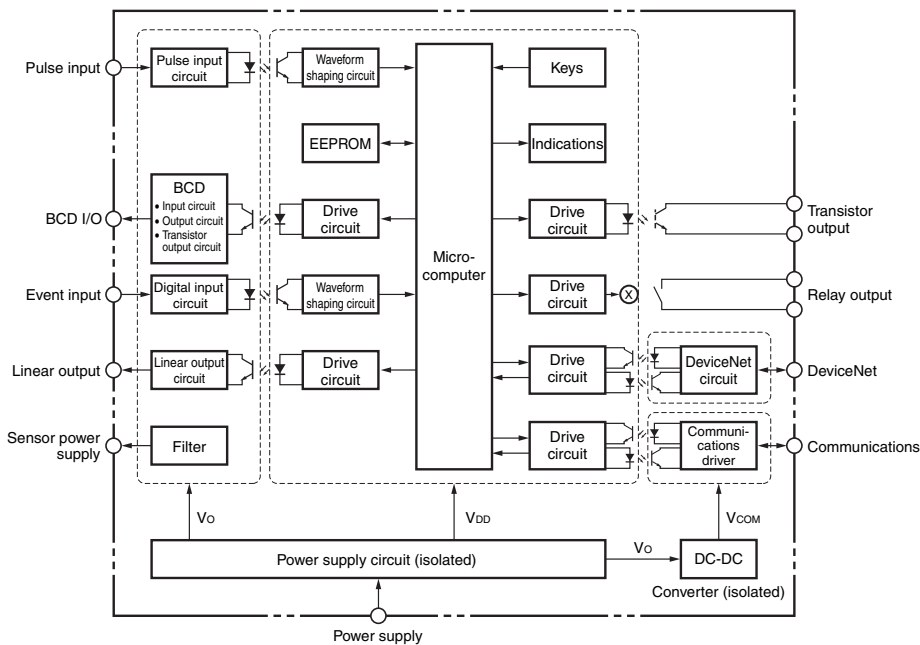 Pulse input
Pulse input
circuit
Waveform
shaping circuit
Keys
EEPROM
Indications
BCD I/O
BCD
• Input circuit
• Output circuit
• Transistor
output circuit
Drive
circuit
Micro-
computer
Drive
circuit
Transistor
output
Event input
Digital input
circuit
Waveform
shaping circuit
Drive
circuit
X
Relay output
Linear output
Linear output
circuit
Drive
circuit
Drive
circuit
DeviceNet
circuit
DeviceNet
Sensor power
supply
Filter
Drive
circuit
Communi-
cations
driver
Communications
VO
VDD
VCOM
Power supply circuit (isolated)
VO
DC-DC
Converter (isolated)
Power supply